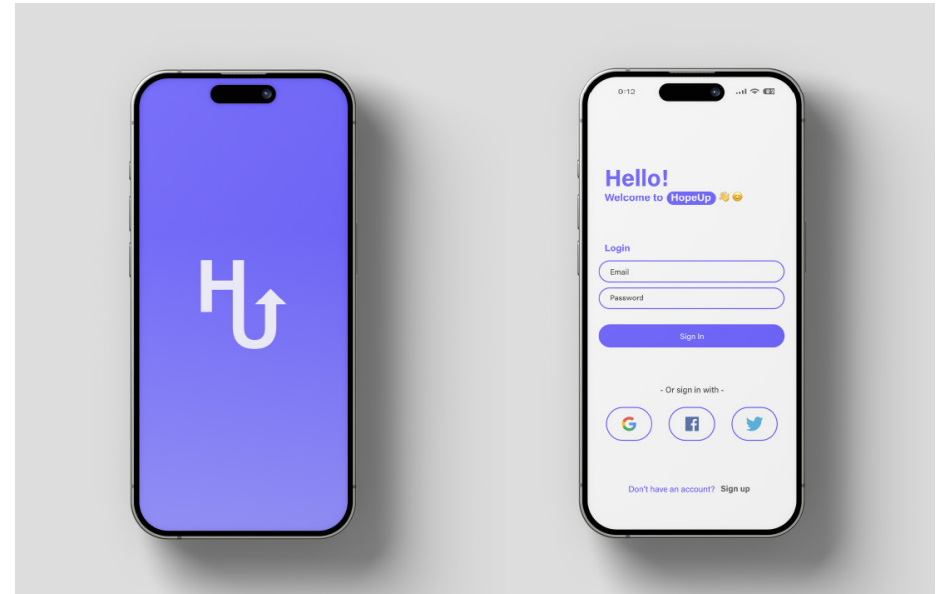 HU
9:12
Hello!
Welcome to HopeUp 👋😄
Login
Email
Password
Sign In
- Or sign in with -
Don't have an account? Sign up